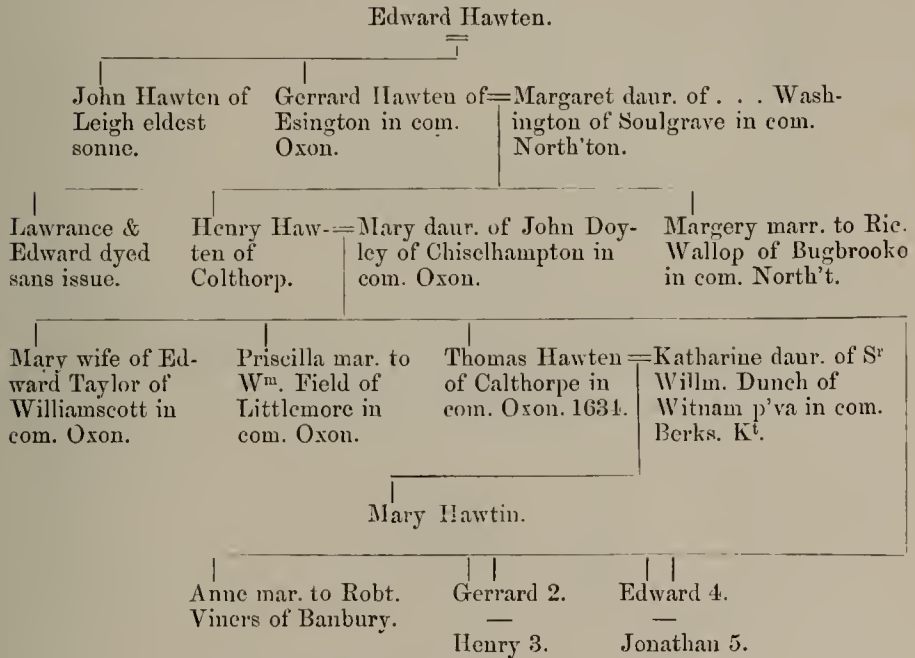 Edward Hawten.
John Hawten of
Leigh eldest
sonne.
Gerrard Hawten of=Margaret daur. of . . . Wash-
Esington in com.
Oxon.
ington of Soulgrave in com.
North'ton.
Lawrance &
Edward dyed
sans issue.
Henry Haw-=Mary daur. of John Doy-
ten of
Colthorp.
ley of Chiselhampton in
com. Oxon.
Margery marr. to Ric.
Wallop of Bugbrooke
in com. North't.
Mary wife of Ed-
ward Taylor of
Williamscott in
com. Oxon.
Priscilla mar. to
Wm. Field of
Littlemore in
com. Oxon.
Thomas Hawten=Katharine daur. of Sr
of Calthorpe in
com. Oxon. 1634.
Willm. Dunch of
Witnam p'va in com.
Berks. Kt.
Mary Hawtin.
Anne mar. to Robt.
Viners of Banbury.
Gerrard 2.
Henry 3.
Edward 4.
Jonathan 5.